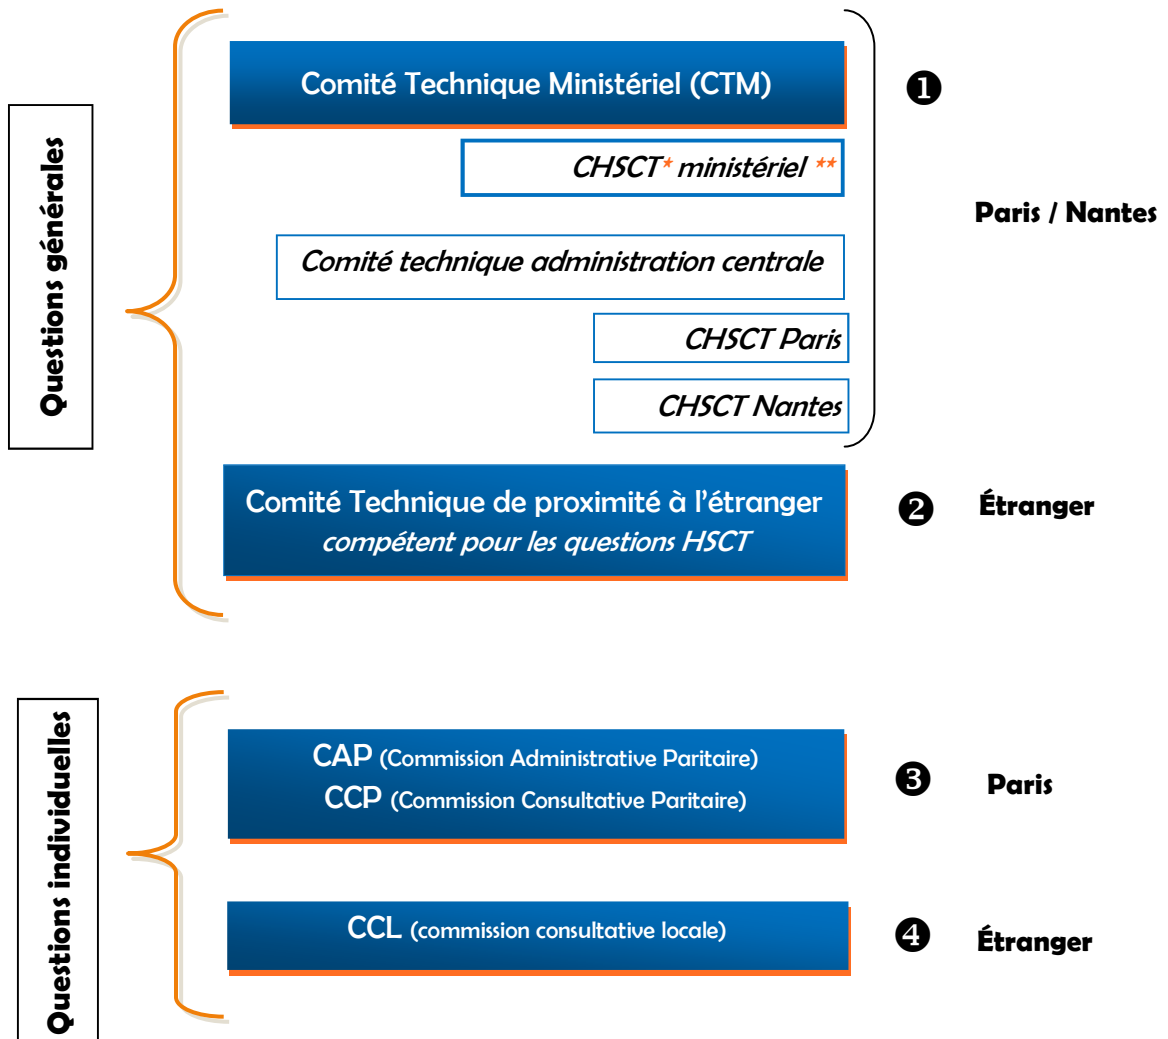 Questions générales
Comité Technique Ministériel (CTM)
❶
CHSCT* ministériel **
Paris / Nantes
Comité technique administration centrale
CHSCT Paris
CHSCT Nantes
Comité Technique de proximité à l’étranger
compétent pour les questions HSCT
❷
Étranger
Questions individuelles
CAP (Commission Administrative Paritaire)
CCP (Commission Consultative Paritaire)
❸
Paris
CCL (commission consultative locale)
❹
Étranger